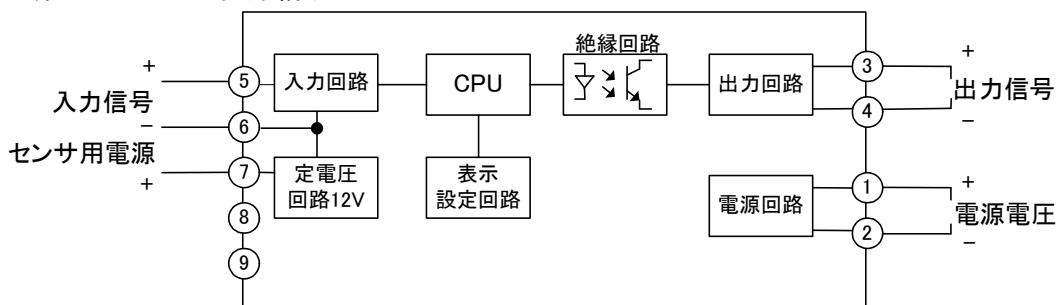 絶縁回路
+
⑤
入力回路
CPU
出力回路
③
+
入力信号
出力信号
−
⑥
④
−
センサ用電源
+
⑦
定電圧
回路12V
表示
設定回路
電源回路
①
+
⑧
電源電圧
②
−
⑨